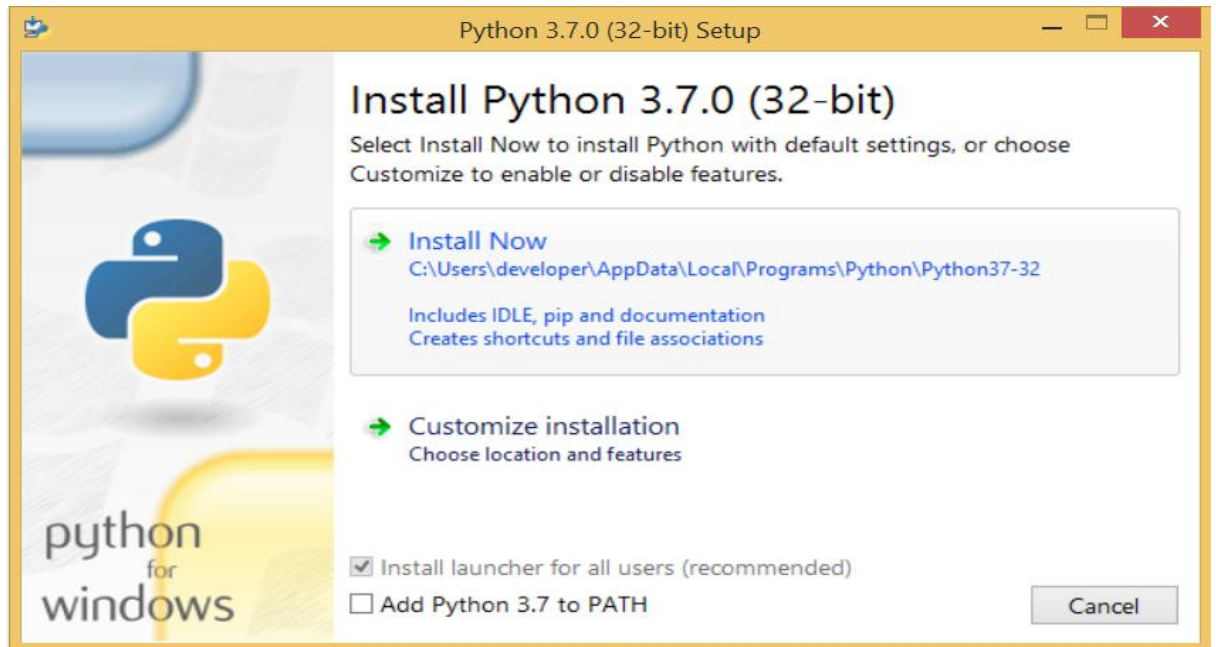 Python 3.7.0 (32-bit) Setup
Install Python 3.7.0 (32-bit)
Select Install Now to install Python with default settings, or choose
Customize to enable or disable features.
Install Now
C:\Users\developer\AppData\Local\Programs\Python\Python37-32
Includes IDLE, pip and documentation
Creates shortcuts and file associations
Customize installation
Choose location and features
python
for
windows
Install launcher for all users (recommended)
Add Python 3.7 to PATH
Cancel